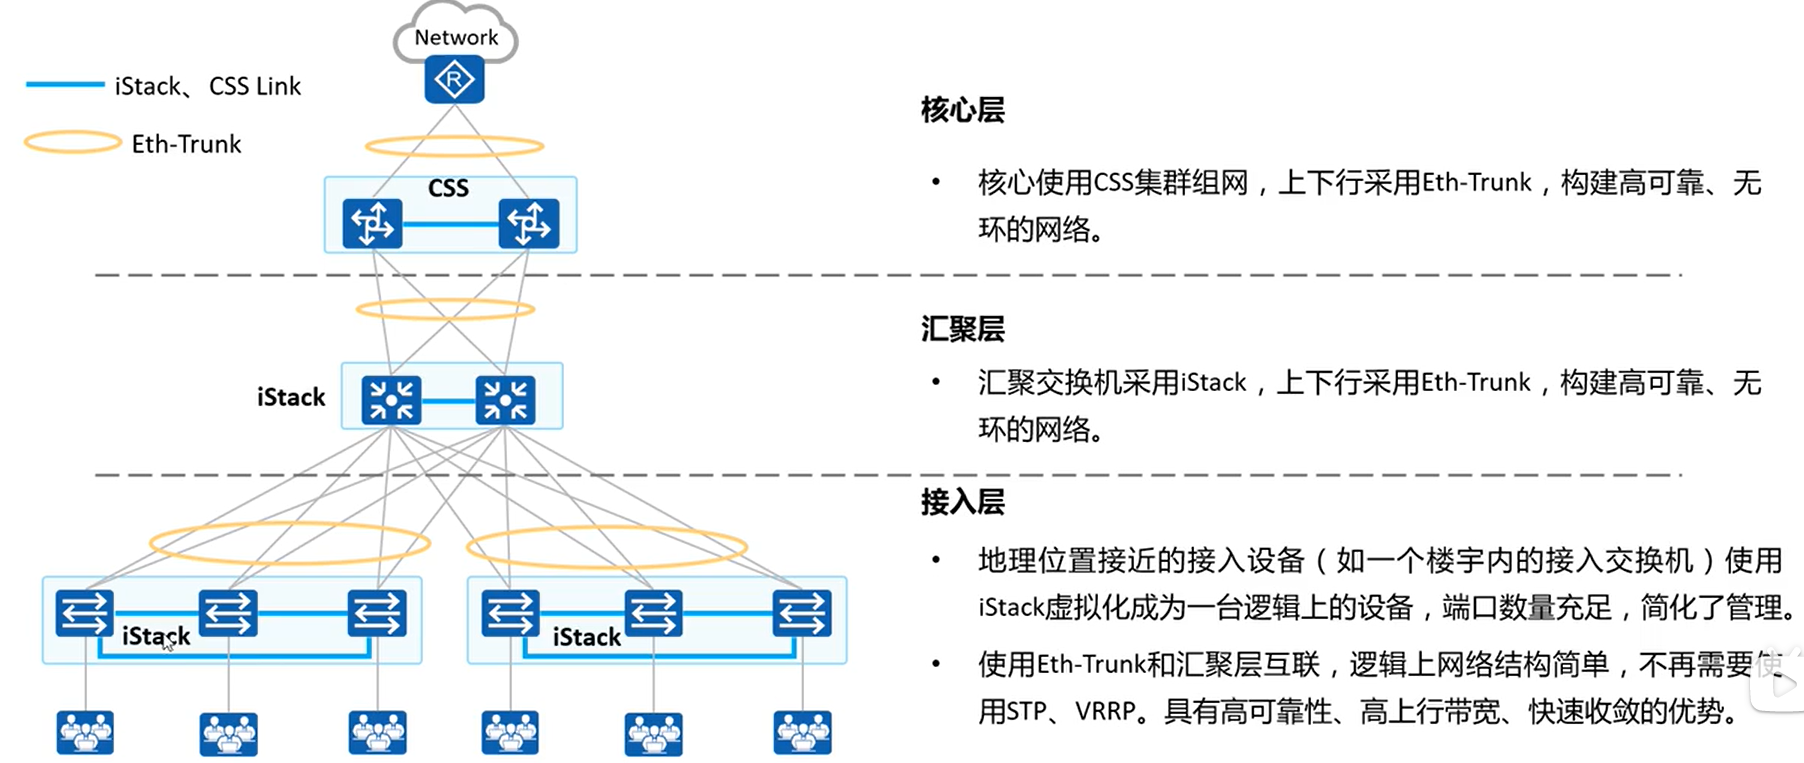 Network
R
iStack、CSS Link
Eth-Trunk
CSS
iStack
iStack
iStack
核心层
• 核心使用CSS集群组网，上下行采用Eth-Trunk，构建高可靠、无
环的网络。
汇聚层
• 汇聚交换机采用iStack，上下行采用Eth-Trunk，构建高可靠、无
环的网络。
接入层
• 地理位置接近的接入设备（如一个楼宇内的接入交换机）使用
iStack虚拟化成为一台逻辑上的设备，端口数量充足，简化了管理。
• 使用Eth-Trunk和汇聚层互联，逻辑上网络结构简单，不再需要使
用STP、VRRP。具有高可靠性、高上行带宽、快速收敛的优势。